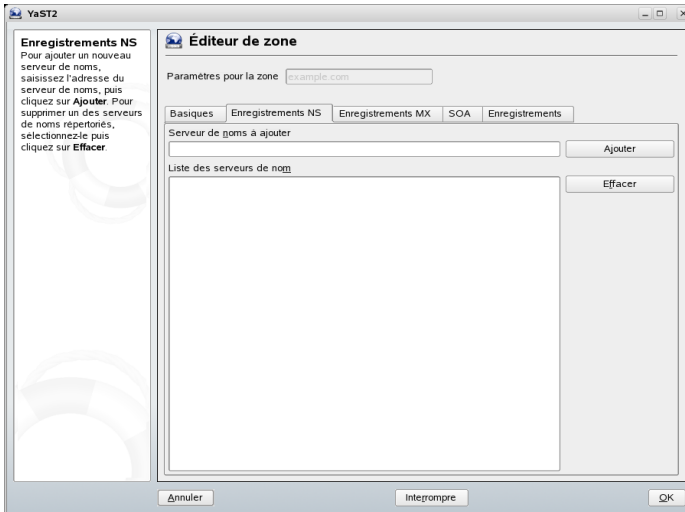 YaST2
Enregistrements NS
Pour ajouter un nouveau
serveur de noms,
saisissez l'adresse du
serveur de noms, puis
cliquez sur Ajouter. Pour
supprimer un des serveurs
de noms répertoriés,
sélectionnez-le puis
cliquez sur Effacer.
Éditeur de zone
Paramètres pour la zone example.com
Basiques Enregistrements NS Enregistrements MX SOA Enregistrements
Serveur de noms à ajouter
Ajouter
Liste des serveurs de nom
Effacer
Annuler Interrompre OK